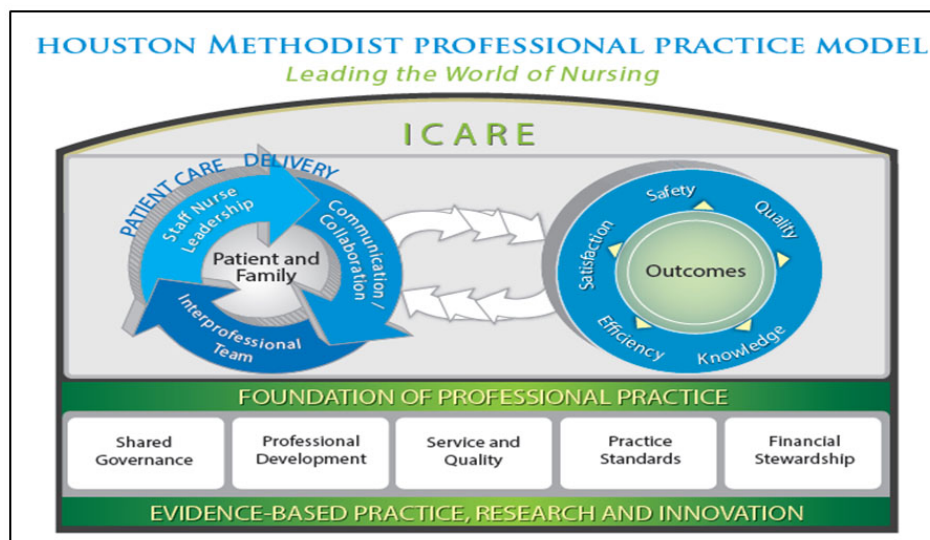 HOUSTON METHODIST PROFESSIONAL PRACTICE MODEL
Leading the World of Nursing
ICARE
PATIENT CARE DELIVERY
Staff Nurse
Leadership
Communication /
Collaboration
Interprofessional
Team
Patient and
Family
Safety
Quality
Knowledge
Efficiency
Satisfaction
Outcomes
FOUNDATION OF PROFESSIONAL PRACTICE
Shared
Governance
Professional
Development
Service and
Quality
Practice
Standards
Financial
Stewardship
EVIDENCE-BASED PRACTICE, RESEARCH AND INNOVATION